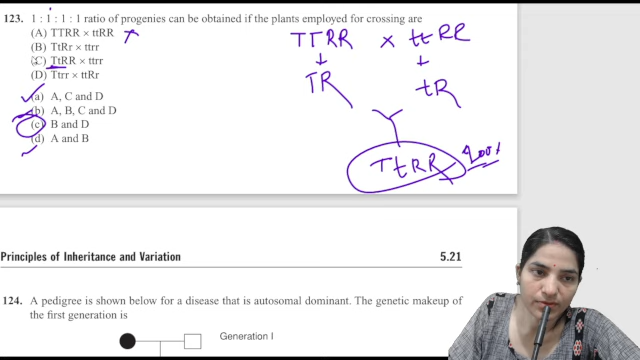 123. 1 : 1 : 1 : 1 ratio of progenies can be obtained if the plants employed for crossing are
(A) TTRR × ttRR
(B) TtRr × ttrr
(C) TtRR × ttrr
(D) Ttrr × ttRr
(a) A, C and D
(b) A, B, C and D
(c) B and D
(d) A and B
TTRR × ttRR
TR tR
TtRR
Principles of Inheritance and Variation 5.21
124. A pedigree is shown below for a disease that is autosomal dominant. The genetic makeup of
the first generation is
Generation I